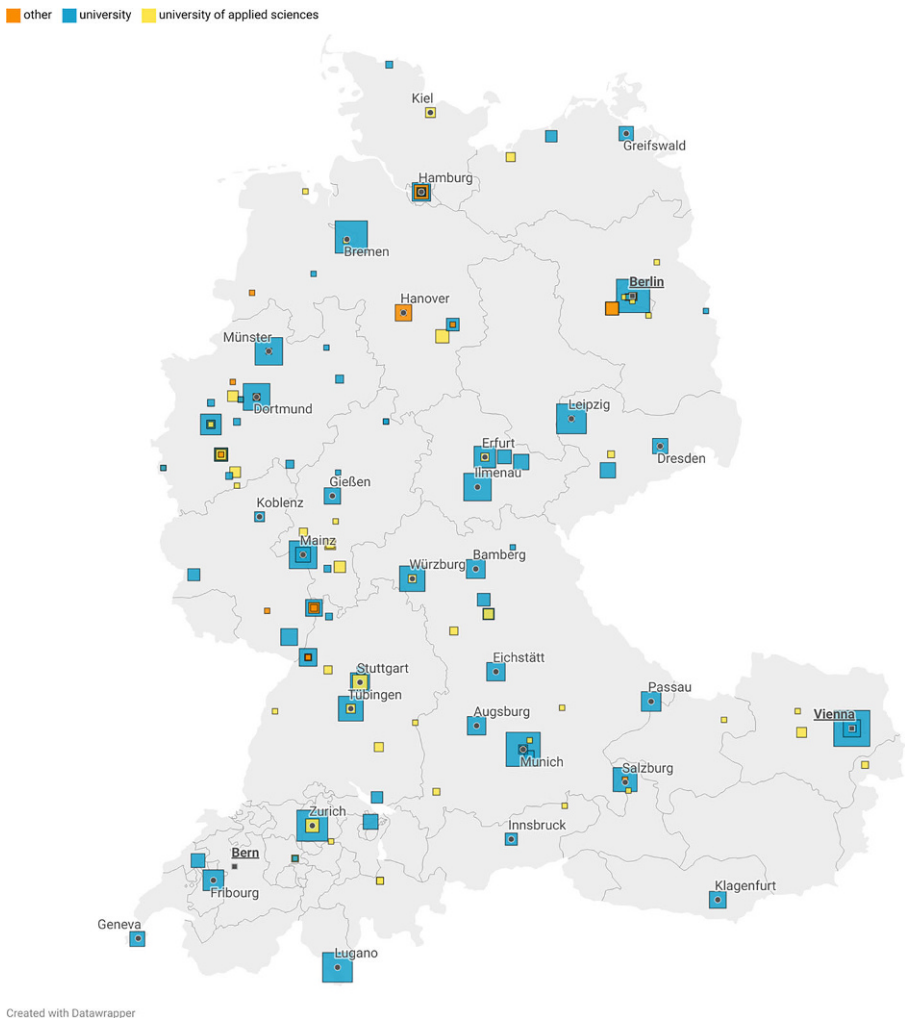 other university university of applied sciences
Kiel
Greifswald
Hamburg
Bremen
Berlin
Hanover
Münster
Dortmund
Leipzig
Erfurt
Dresden
Ilmenau
Gießen
Koblenz
Mainz
Bamberg
Würzburg
Eichstätt
Stuttgart
Passau
Tübingen
Augsburg
Vienna
Munich
Salzburg
Zurich
Innsbruck
Bern
Klagenfurt
Fribourg
Geneva
Lugano
Created with Datawrapper